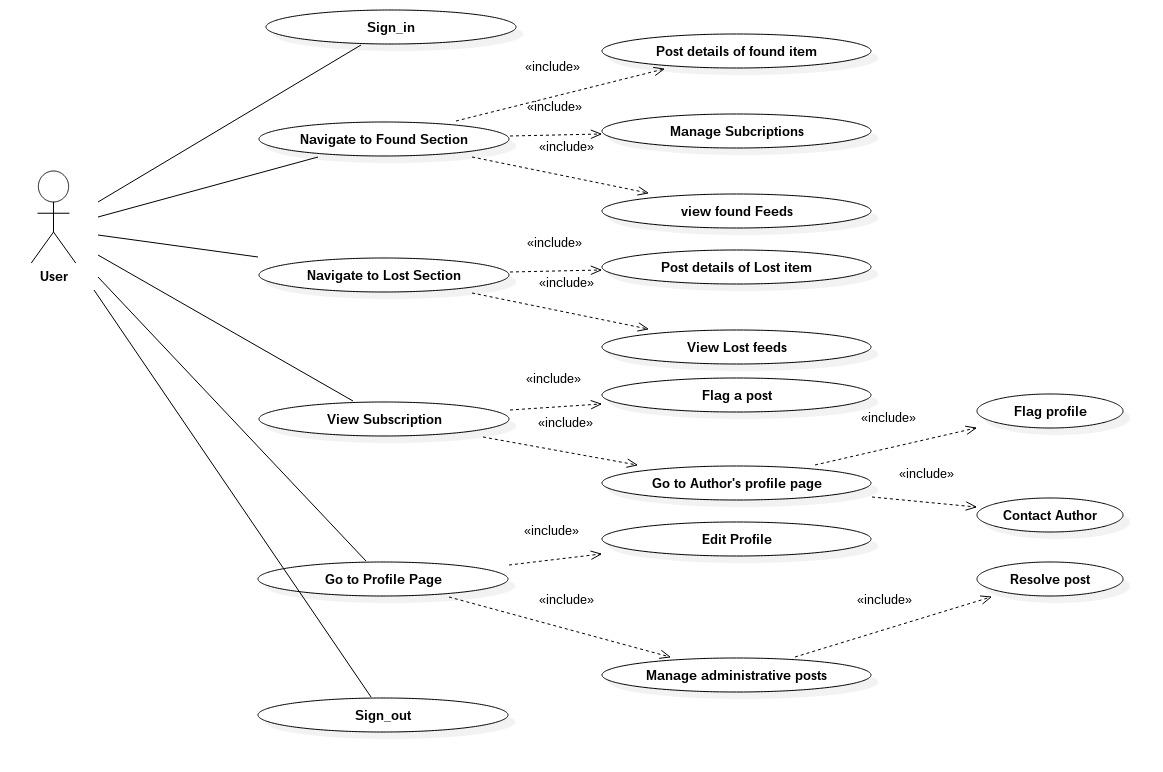 Sign_in
Post details of found item
«include»
«include»
Manage Subcriptions
Navigate to Found Section
«include»
view found Feeds
«include»
Post details of Lost item
User
Navigate to Lost Section
«include»
View Lost feeds
«include»
Flag a post
Flag profile
«include»
View Subscription
«include»
«include»
Go to Author's profile page
Contact Author
«include»
Edit Profile
Go to Profile Page
Resolve post
«include»
«include»
Manage administrative posts
Sign_out